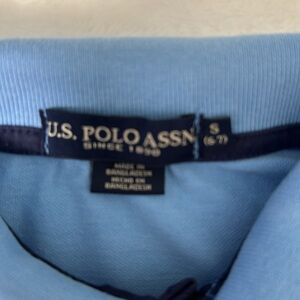 U.S. POLO ASSN
SINCE 1890
S
(6-7)
MADE IN
BANGLADESH
HECHO EN
BANGLADESH